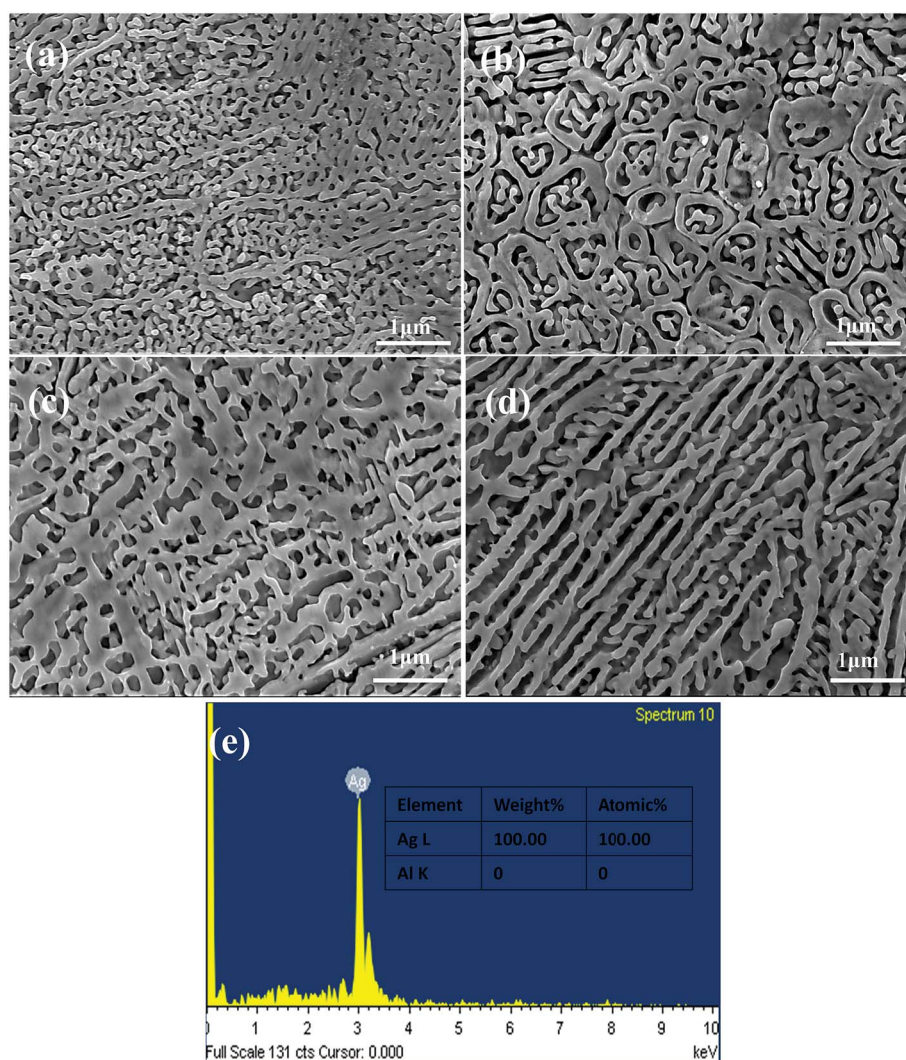 (a)
(b)
1μm
1μm
(c)
(d)
1μm
1μm
(e)
Spectrum 10
Ag
Element Weight% Atomic%
Ag L 100.00 100.00
Al K 0 0
0 1 2 3 4 5 6 7 8 9 10
Full Scale 131 cts Cursor: 0.000 keV